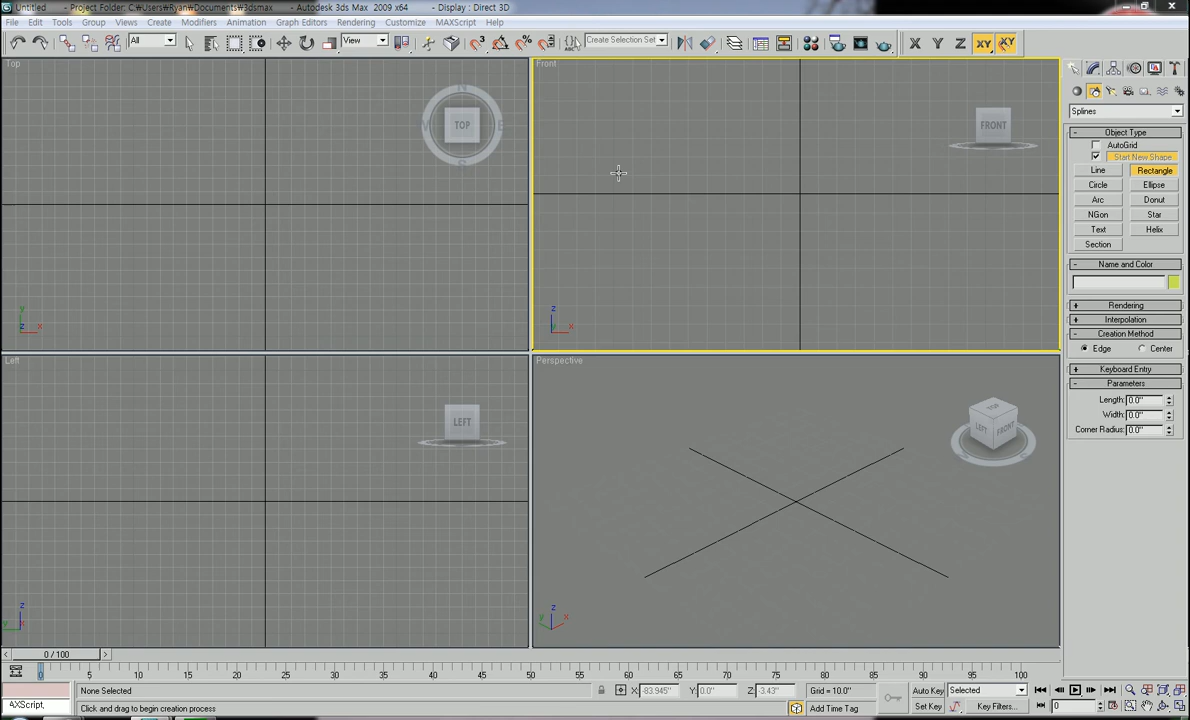 Untitled - Project Folder: C:₩Users₩Ryan₩Documents₩3dsmax - Autodesk 3ds Max 2009 x64 - Display : Direct 3D
File Edit Tools Group Views Create Modifiers Animation Graph Editors Rendering Customize MAXScript Help
All View Create Selection Set X Y Z XY XY
Top
TOP
Front
FRONT
Left
LEFT
Perspective
TOP LEFT FRONT
Splines
- Object Type
AutoGrid
Start New Shape
Line Rectangle
Circle Ellipse
Arc Donut
NGon Star
Text Helix
Section
- Name and Color
+ Rendering
+ Interpolation
- Creation Method
Edge Center
+ Keyboard Entry
- Parameters
Length: 0.0"
Width: 0.0"
Corner Radius: 0.0"
< 0 / 100 >
0 5 10 15 20 25 30 35 40 45 50 55 60 65 70 75 80 85 90 95 100
None Selected X: -83.945" Y: 0.0" Z: -3.43" Grid = 10.0" Auto Key Selected
AXScript, Click and drag to begin creation process Add Time Tag Set Key Key Filters... 0